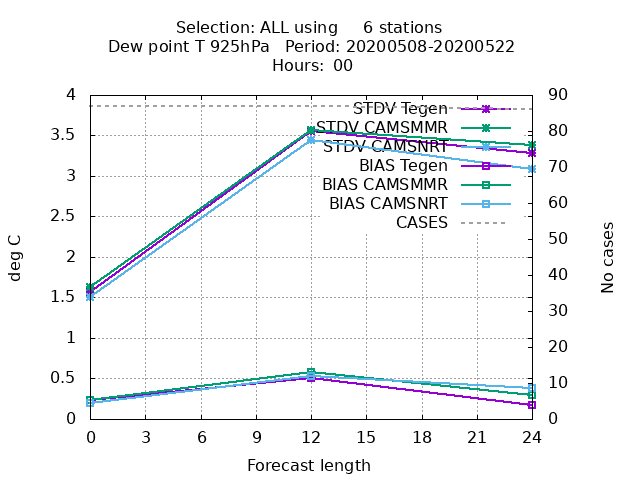 Selection: ALL using     6 stations
Dew point T 925hPa   Period: 20200508-20200522
Hours:  00
4
3.5
3
2.5
2
1.5
1
0.5
0
deg C
90
80
70
60
50
40
30
20
10
0
No cases
STDV Tegen
STDV CAMSMMR
STDV CAMSNRT
BIAS Tegen
BIAS CAMSMMR
BIAS CAMSNRT
CASES
0 3 6 9 12 15 18 21 24
Forecast length